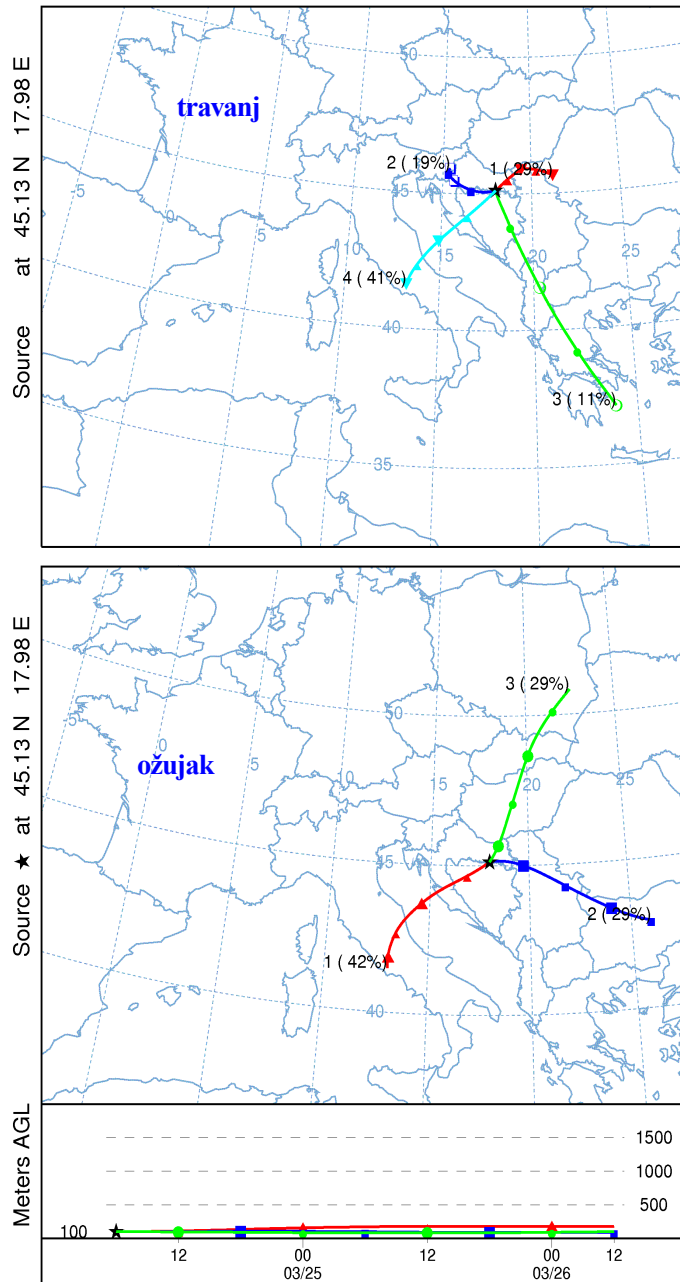 Source at 45.13 N 17.98 E
travanj
50
2 ( 19%)
1 ( 29%)
45
-5
0
5
10
15
20
25
4 ( 41%)
40
3 ( 11%)
35
Source ★ at 45.13 N 17.98 E
ožujak
3 ( 29%)
50
-5
0
5
10
15
20
25
45
2 ( 29%)
1 ( 42%)
40
Meters AGL
1500
1000
500
100
12 00 12 00 12
03/25 03/26